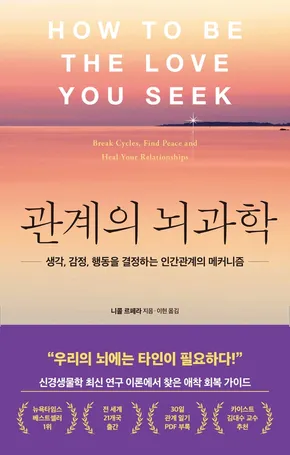 HOW TO BE
THE LOVE
YOU SEEK
Break Cycles, Find Peace and
Heal Your Relationships
관계의 뇌과학
생각, 감정, 행동을 결정하는 인간관계의 메커니즘
니콜 르페라 지음·이현 옮김
“우리의 뇌에는 타인이 필요하다!”
신경생물학 최신 연구 이론에서 찾은 애착 회복 가이드
뉴욕타임스
베스트셀러
1위
전 세계
21개국
출간
30일
관계 일기
PDF 부록
카이스트
김대수 교수
추천